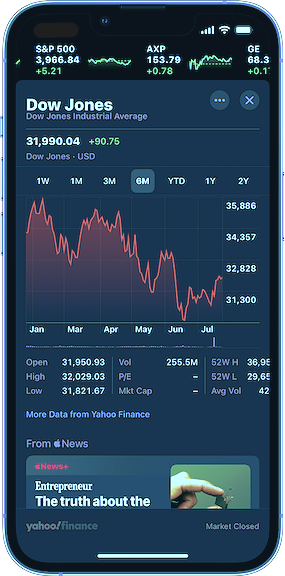 S&P 500 AXP GE
3,966.84 153.79 68.3
+5.21 +0.78 +0.1
Dow Jones
Dow Jones Industrial Average
31,990.04 +90.75
Dow Jones · USD
1W 1M 3M 6M YTD 1Y 2Y
35,886
34,357
32,828
31,300
Jan Mar Apr May Jun Jul
Open 31,950.93 Vol 255.5M 52W H 36,95
High 32,029.03 P/E – 52W L 29,65
Low 31,821.67 Mkt Cap – Avg Vol 42
More Data from Yahoo Finance
From News
News+
Entrepreneur
The truth about the
yahoo!finance Market Closed